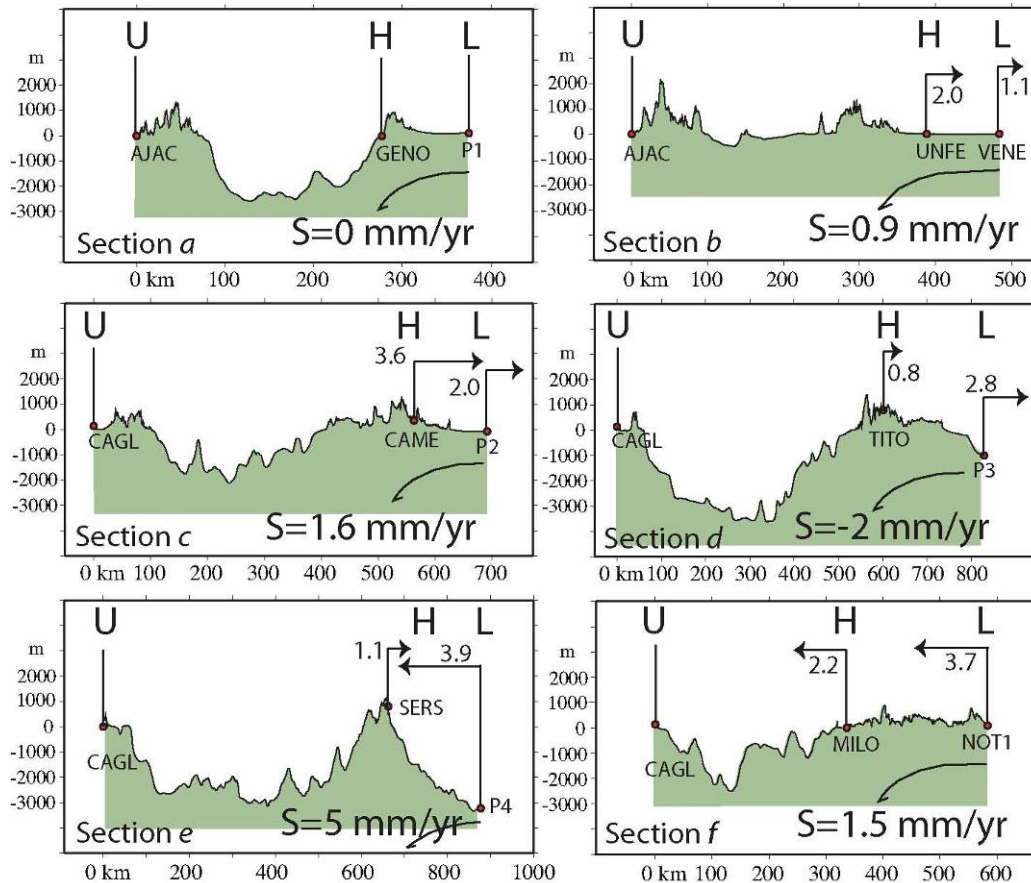 U H L
m
2000
1000
0
-1000
-2000
-3000
AJAC GENO P1
S=0 mm/yr
Section a
0 km 100 200 300 400
U H L
m
2000
1000
0
-1000
-2000
-3000
2.0 1.1
AJAC UNFE VENE
S=0.9 mm/yr
Section b
0 km 100 200 300 400 500
U H L
m
2000
1000
0
-1000
-2000
-3000
3.6
2.0
CAGL CAME P2
S=1.6 mm/yr
Section c
0 km 100 200 300 400 500 600 700
U H L
m
2000
1000
0
-1000
-2000
-3000
0.8 2.8
CAGL TITO P3
S=-2 mm/yr
Section d
0 km 100 200 300 400 500 600 700 800
U H L
m
2000
1000
0
-1000
-2000
-3000
1.1 3.9
SERS
CAGL
P4
S=5 mm/yr
Section e
0 km 100 200 300 400 500 600 700 800 900 1000
U H L
m
2000
1000
0
-1000
-2000
-3000
2.2 3.7
CAGL MILO NOT1
S=1.5 mm/yr
Section f
0 km 100 200 300 400 500 600